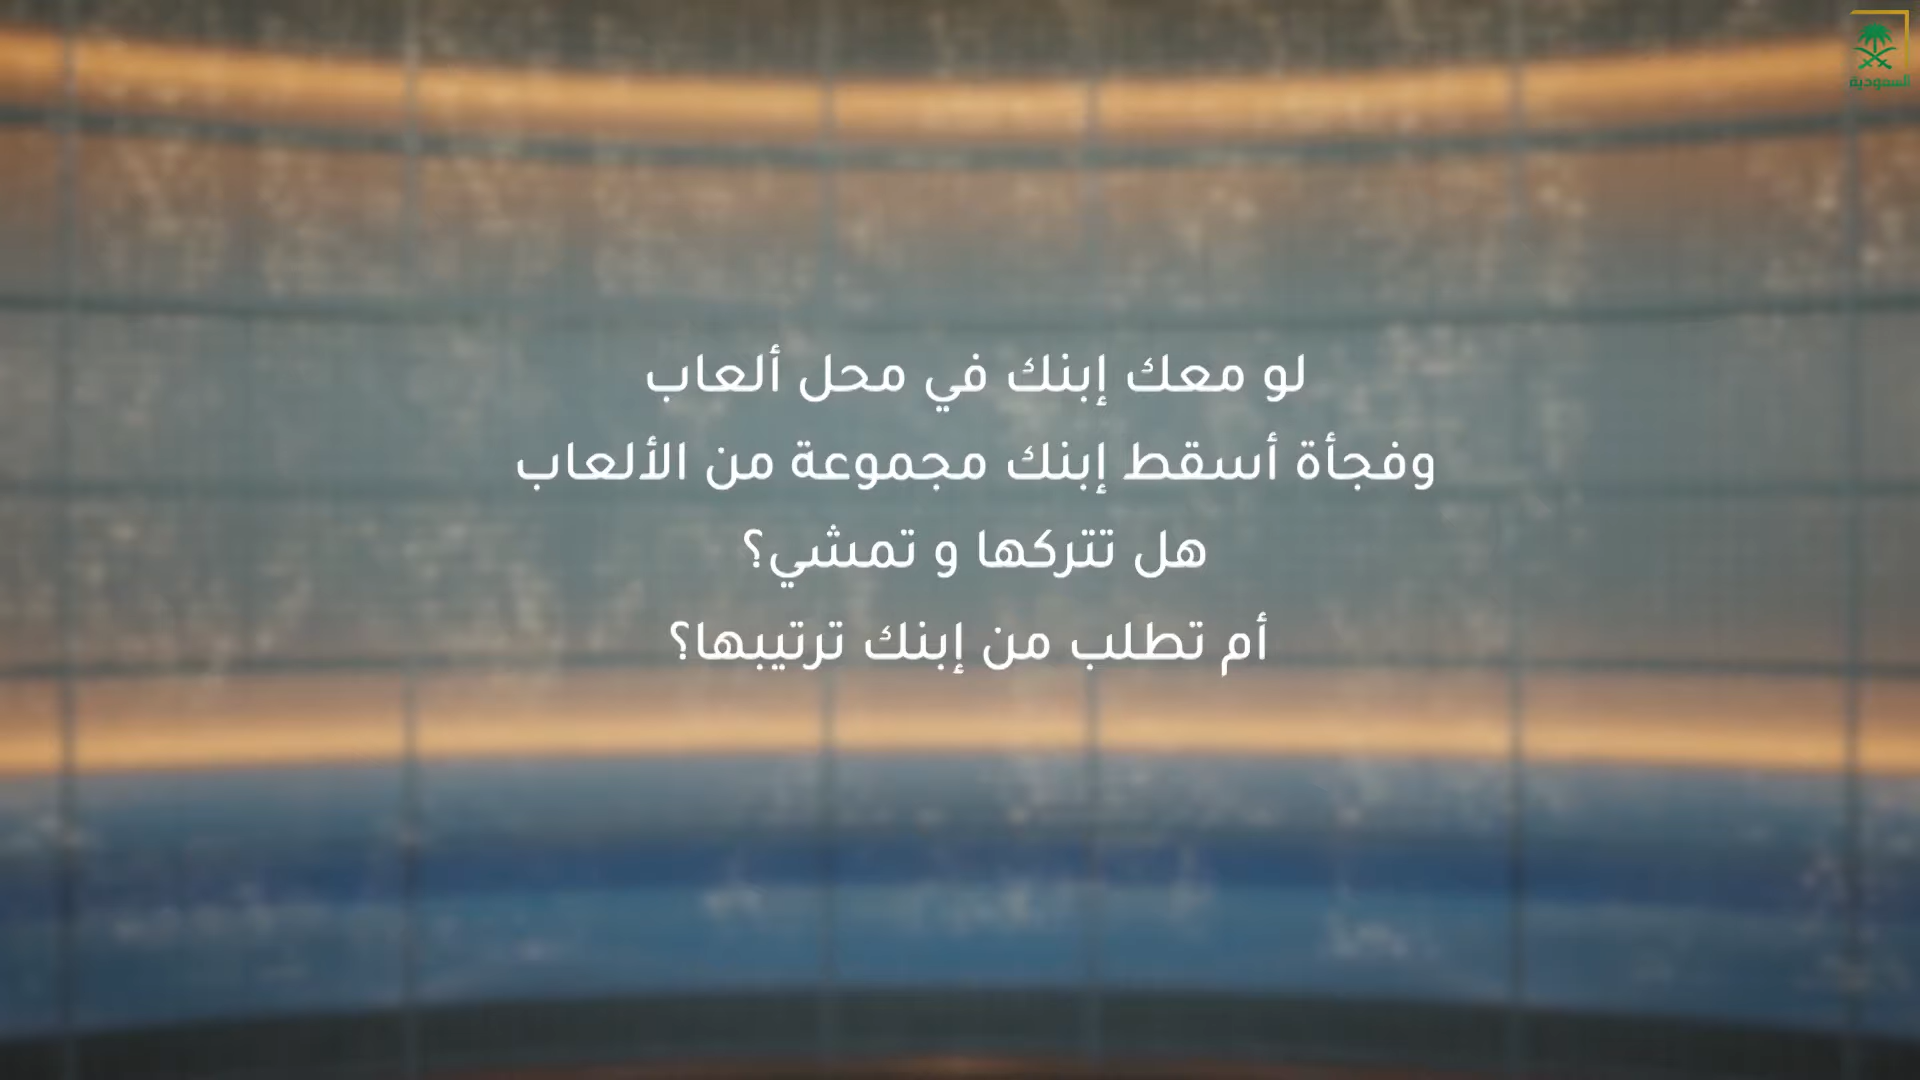 السعودية
لو معك إبنك في محل ألعاب
وفجأة أسقط إبنك مجموعة من الألعاب
هل تتركها و تمشي؟
أم تطلب من إبنك ترتيبها؟